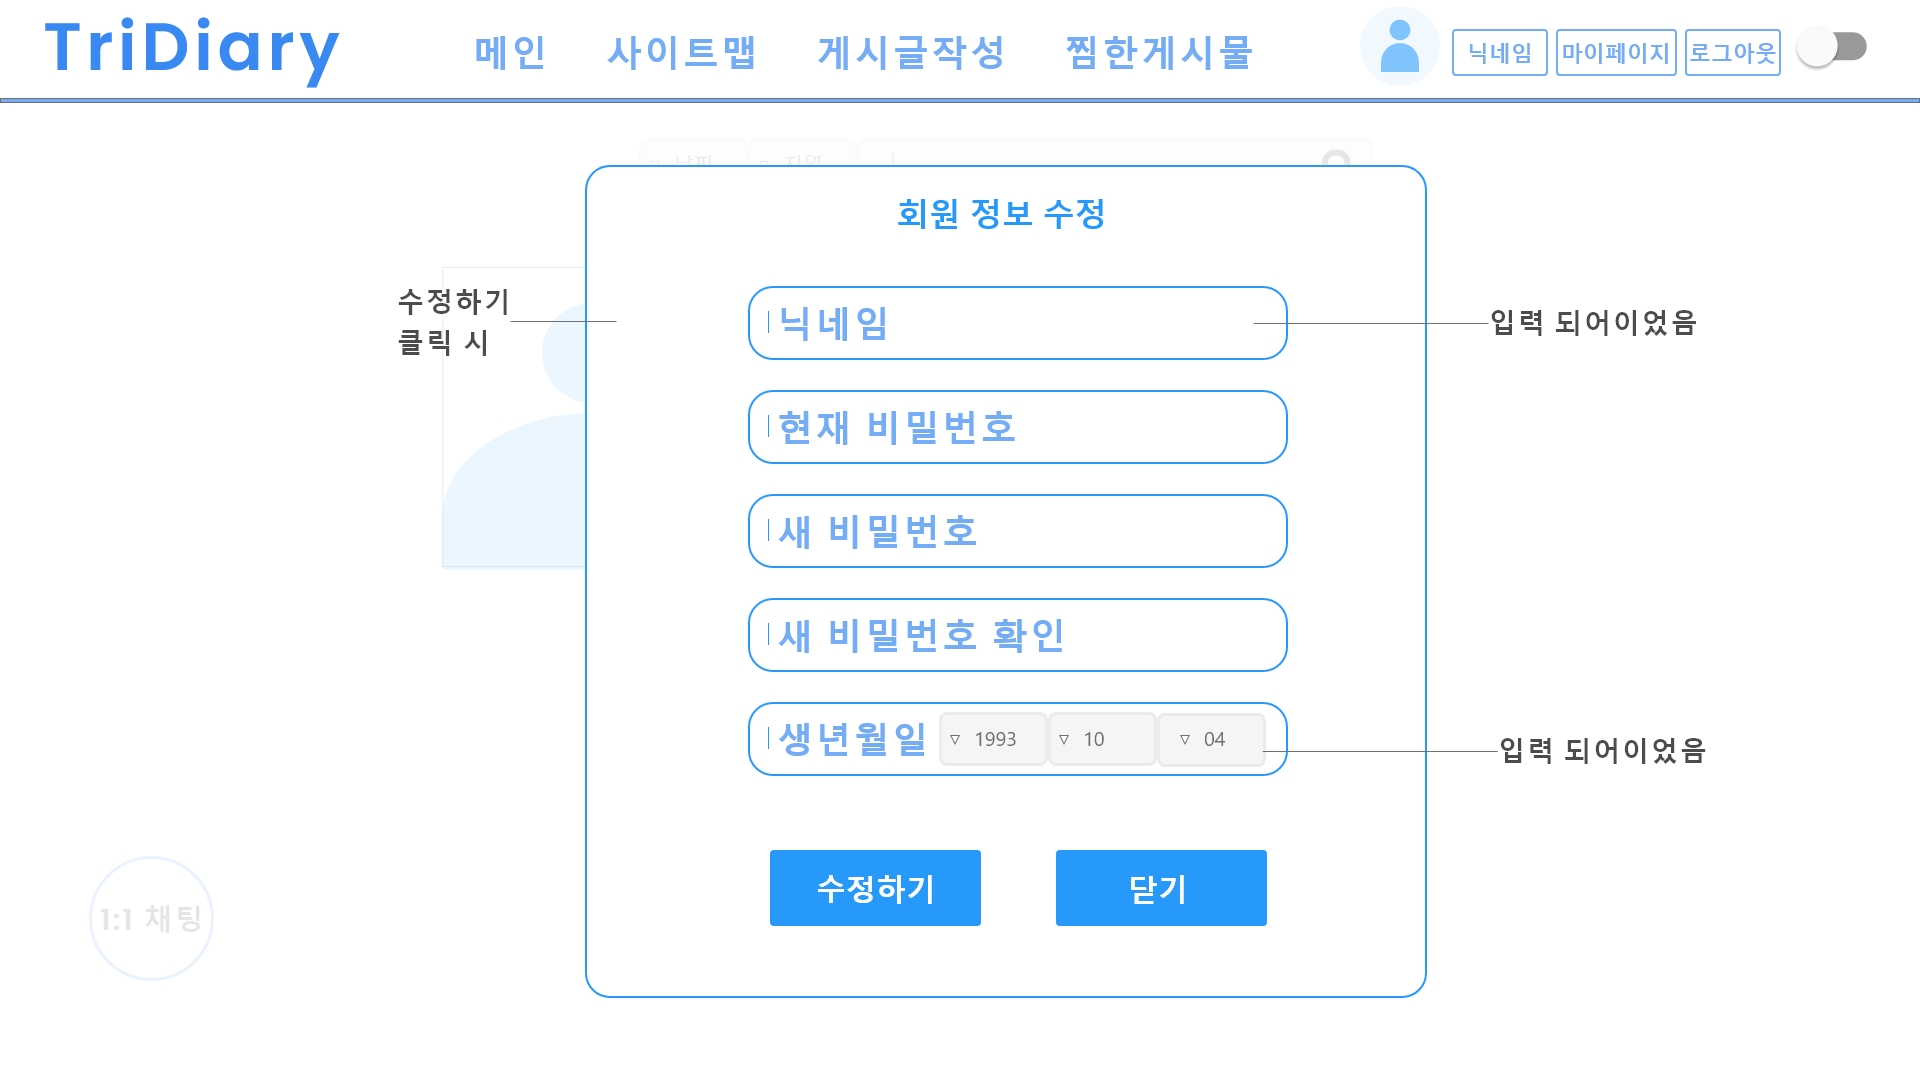 TriDiary
메인 사이트맵 게시글작성 찜한게시물
닉네임 마이페이지 로그아웃
날짜 지역
회원 정보 수정
수정하기
클릭 시
닉네임
입력 되어이었음
현재 비밀번호
새 비밀번호
새 비밀번호 확인
생년월일 ▽ 1993 ▽ 10 ▽ 04
입력 되어이었음
수정하기 닫기
1:1 채팅